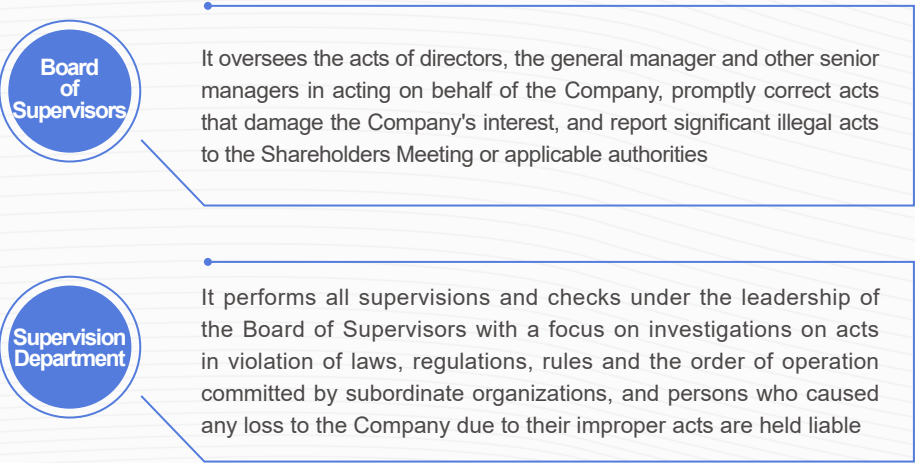 Board
of
Supervisors
It oversees the acts of directors, the general manager and other senior
managers in acting on behalf of the Company, promptly correct acts
that damage the Company's interest, and report significant illegal acts
to the Shareholders Meeting or applicable authorities
Supervision
Department
It performs all supervisions and checks under the leadership of
the Board of Supervisors with a focus on investigations on acts
in violation of laws, regulations, rules and the order of operation
committed by subordinate organizations, and persons who caused
any loss to the Company due to their improper acts are held liable